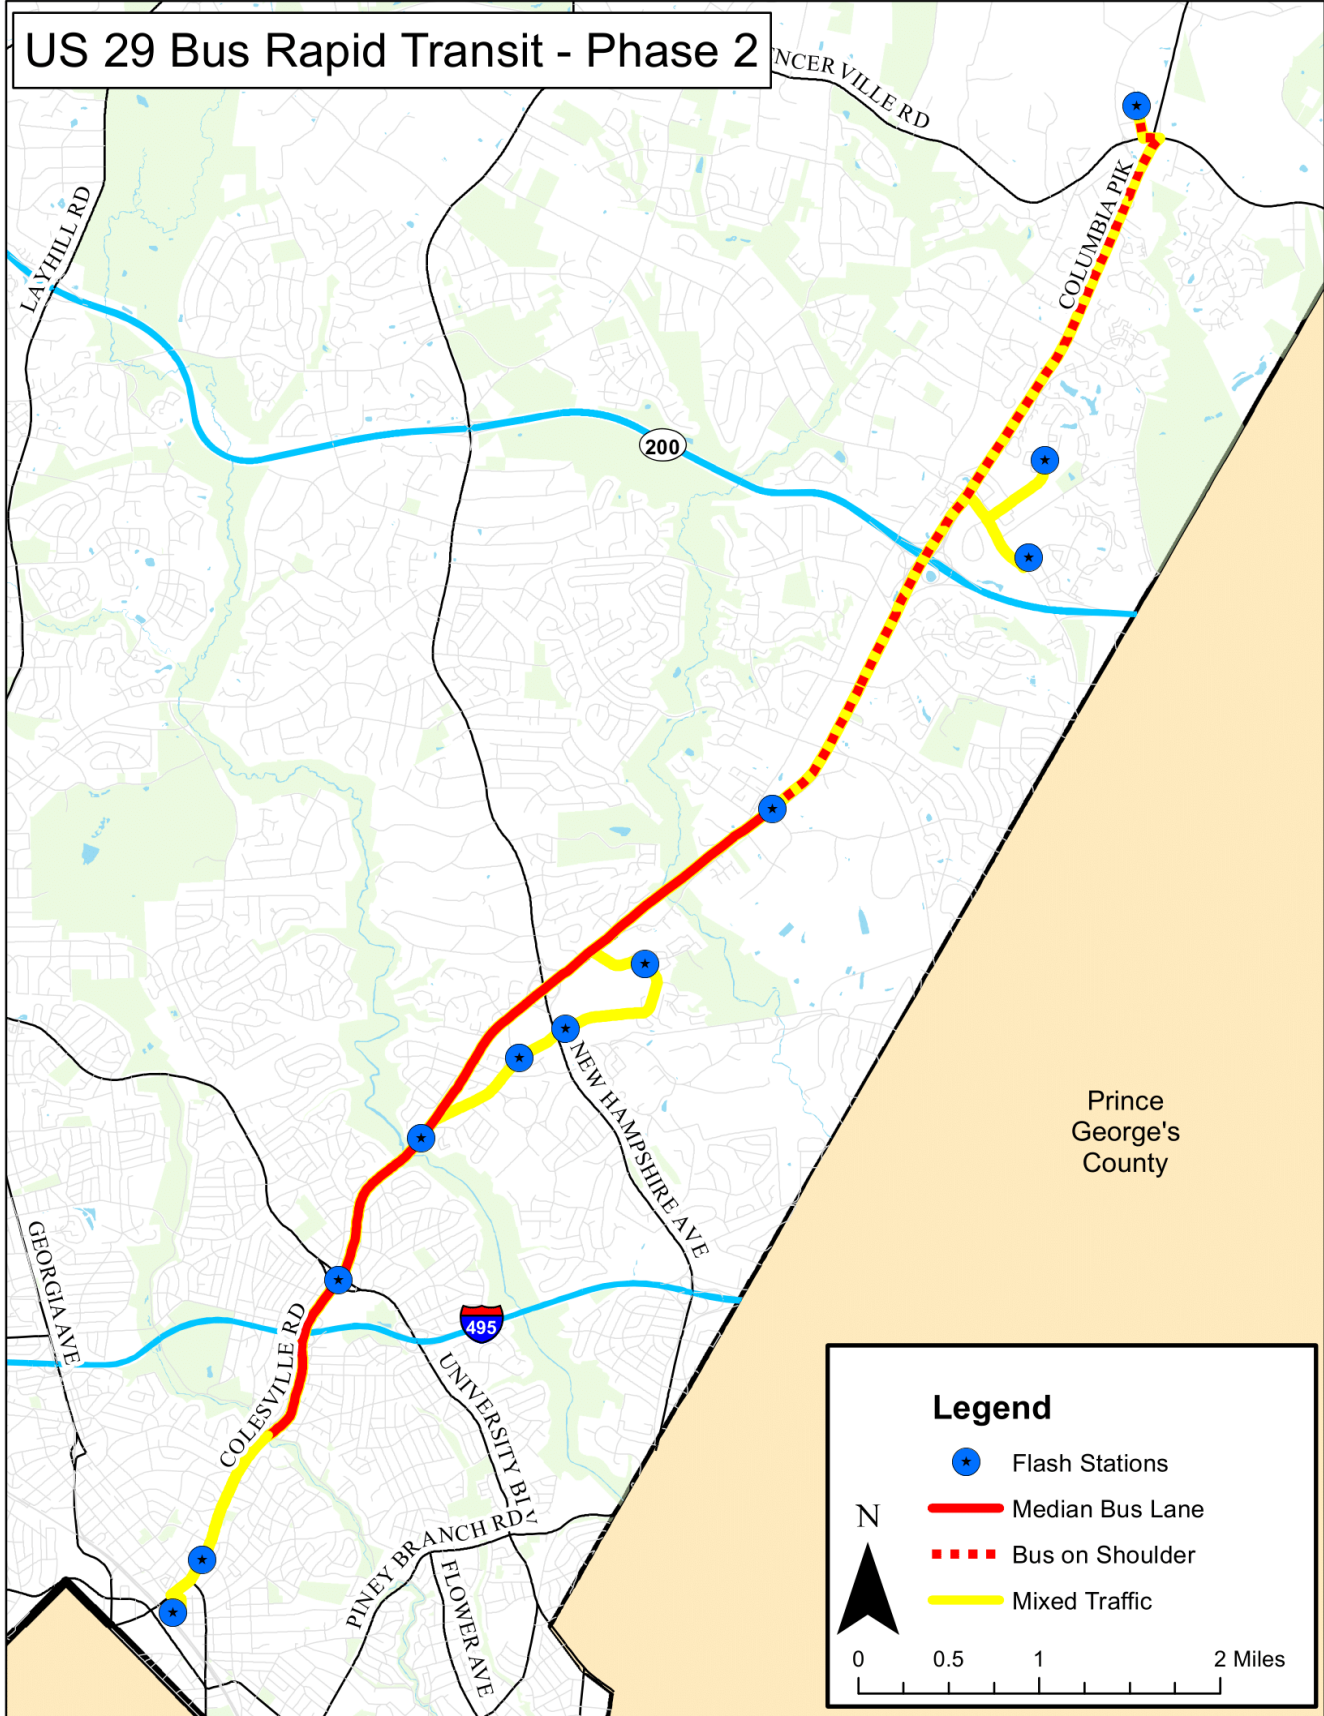 US 29 Bus Rapid Transit - Phase 2
NCER VILLE RD
COLUMBIA PIK
LAYHILL RD
200
NEW HAMPSHIRE AVE
Prince
George's
County
GEORGIA AVE
COLESVILLE RD
495
UNIVERSITY BLV
PINEY BRANCH RD
FLOWER AVE
Legend
Flash Stations
Median Bus Lane
Bus on Shoulder
Mixed Traffic
N
0 0.5 1 2 Miles